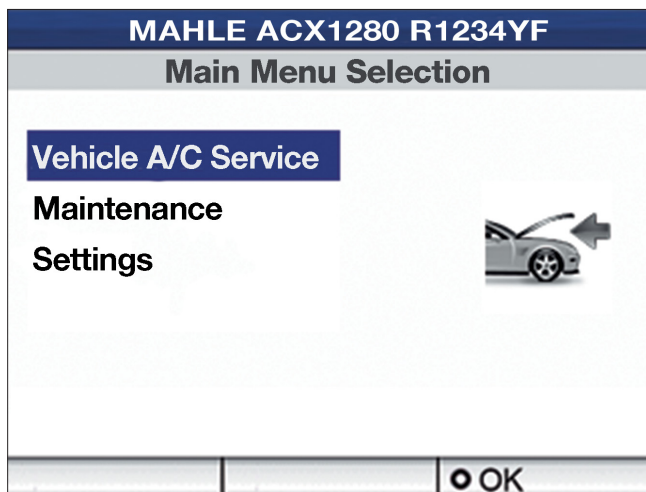 MAHLE ACX1280 R1234YF
Main Menu Selection
Vehicle A/C Service
Maintenance
Settings
OK